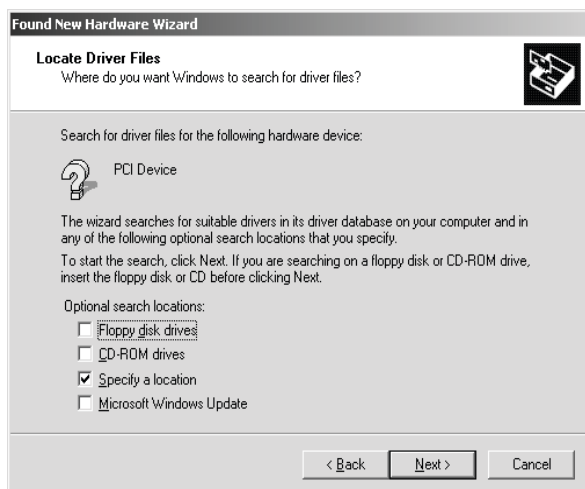 Found New Hardware Wizard
Locate Driver Files
Where do you want Windows to search for driver files?
Search for driver files for the following hardware device:
PCI Device
The wizard searches for suitable drivers in its driver database on your computer and in
any of the following optional search locations that you specify.
To start the search, click Next. If you are searching on a floppy disk or CD-ROM drive,
insert the floppy disk or CD before clicking Next.
Optional search locations:
Floppy disk drives
CD-ROM drives
Specify a location
Microsoft Windows Update
< Back Next > Cancel